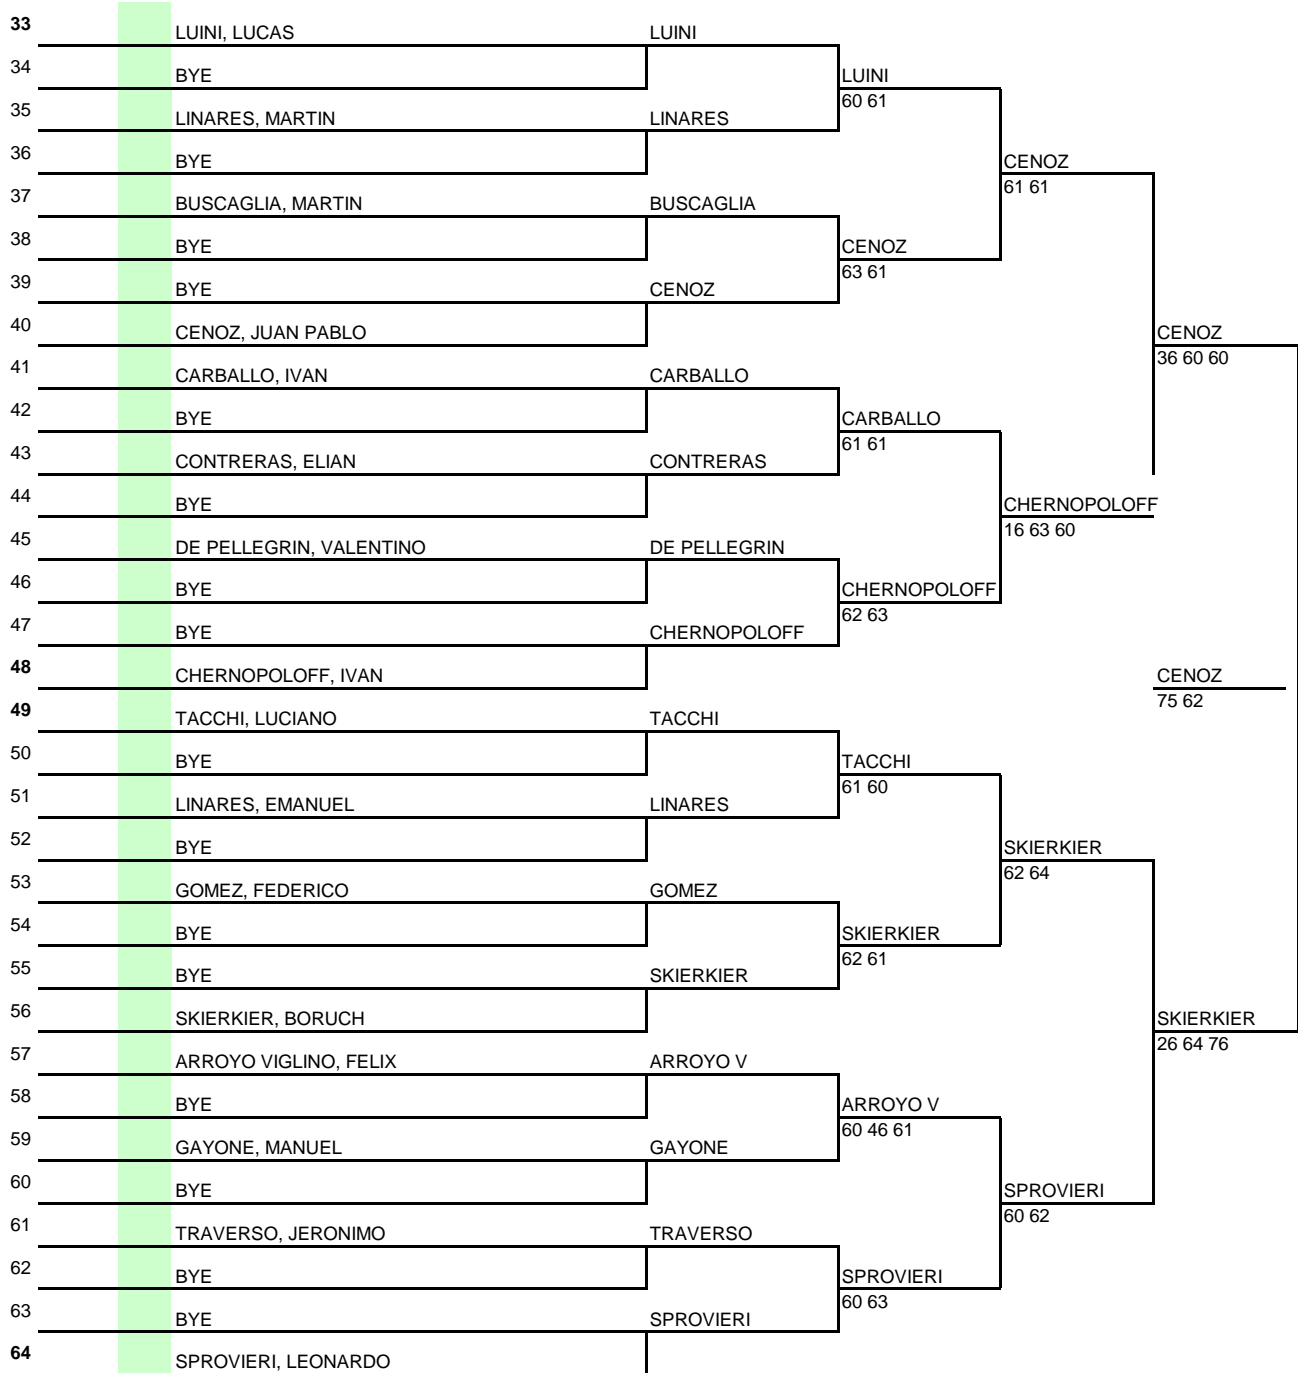 33 LUINI, LUCAS LUINI
34 BYE LUINI
60 61
35 LINARES, MARTIN LINARES
36 BYE CENOZ
61 61
37 BUSCAGLIA, MARTIN BUSCAGLIA
38 BYE CENOZ
63 61
39 BYE CENOZ
40 CENOZ, JUAN PABLO CENOZ
36 60 60
41 CARBALLO, IVAN CARBALLO
42 BYE CARBALLO
61 61
43 CONTRERAS, ELIAN CONTRERAS
44 BYE CHERNOPOLOFF
16 63 60
45 DE PELLEGRIN, VALENTINO DE PELLEGRIN
46 BYE CHERNOPOLOFF
62 63
47 BYE CHERNOPOLOFF
48 CHERNOPOLOFF, IVAN CENOZ
75 62
49 TACCHI, LUCIANO TACCHI
50 BYE TACCHI
61 60
51 LINARES, EMANUEL LINARES
52 BYE SKIERKIER
62 64
53 GOMEZ, FEDERICO GOMEZ
54 BYE SKIERKIER
62 61
55 BYE SKIERKIER
56 SKIERKIER, BORUCH SKIERKIER
26 64 76
57 ARROYO VIGLINO, FELIX ARROYO V
58 BYE ARROYO V
60 46 61
59 GAYONE, MANUEL GAYONE
60 BYE SPROVIERI
60 62
61 TRAVERSO, JERONIMO TRAVERSO
62 BYE SPROVIERI
60 63
63 BYE SPROVIERI
64 SPROVIERI, LEONARDO